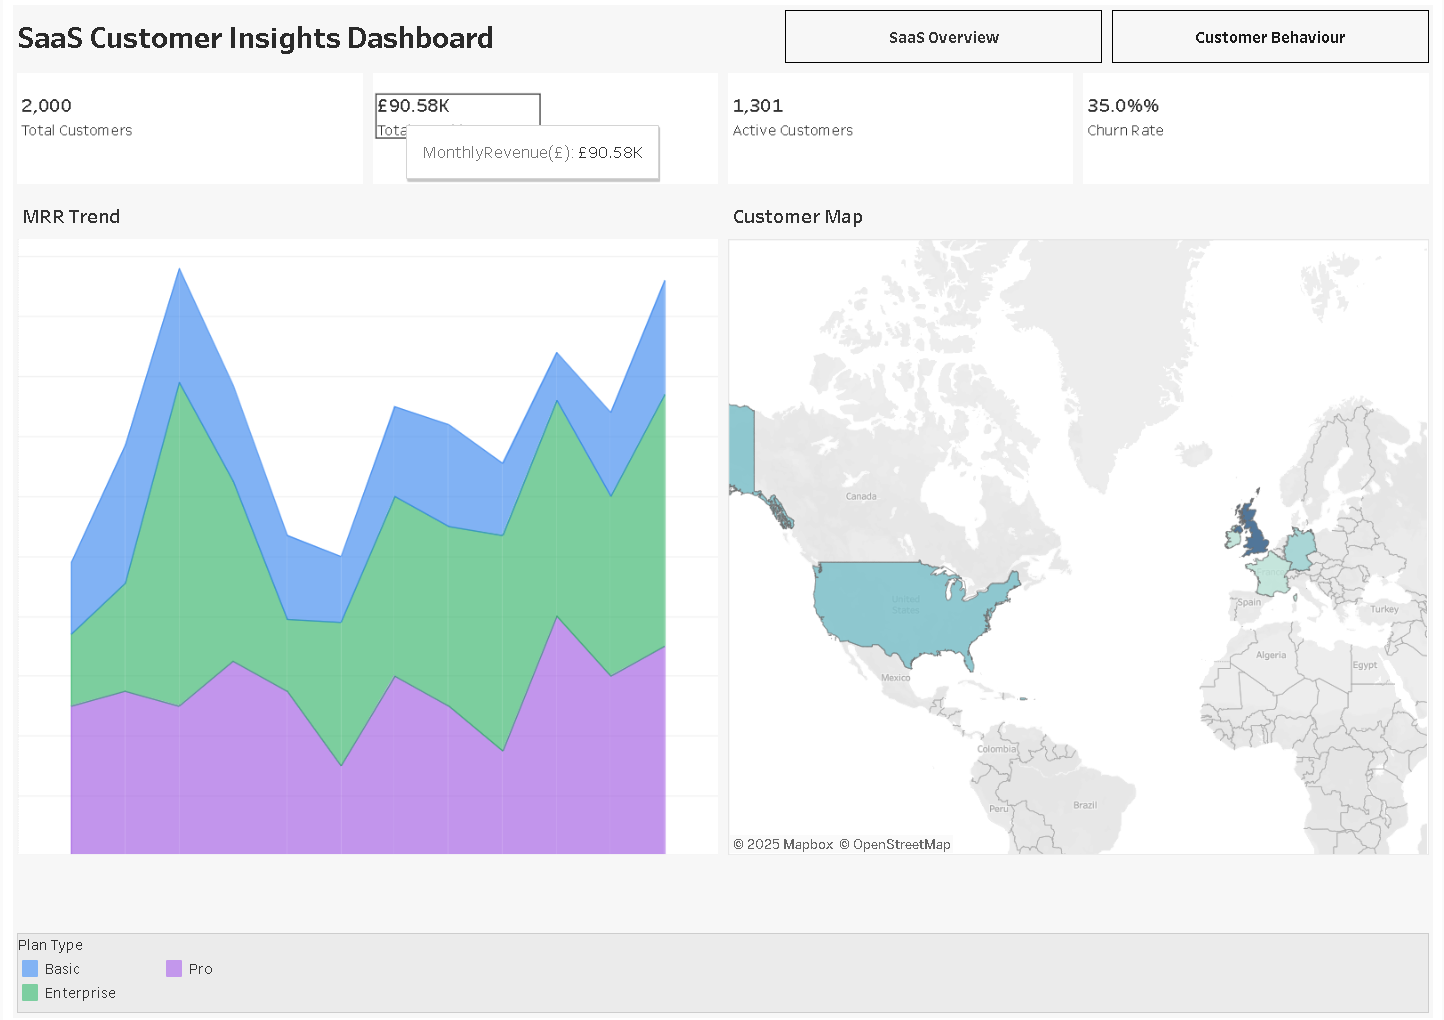 SaaS Customer Insights Dashboard
SaaS Overview
Customer Behaviour
2,000
Total Customers
£90.58K
MonthlyRevenue(£): £90.58K
1,301
Active Customers
35.0%%
Churn Rate
MRR Trend
Customer Map
Canada
United
States
Mexico
Colombia
Peru
Brazil
Spain
Turkey
Algeria
Egypt
© 2025 Mapbox © OpenStreetMap
Plan Type
Basic
Pro
Enterprise